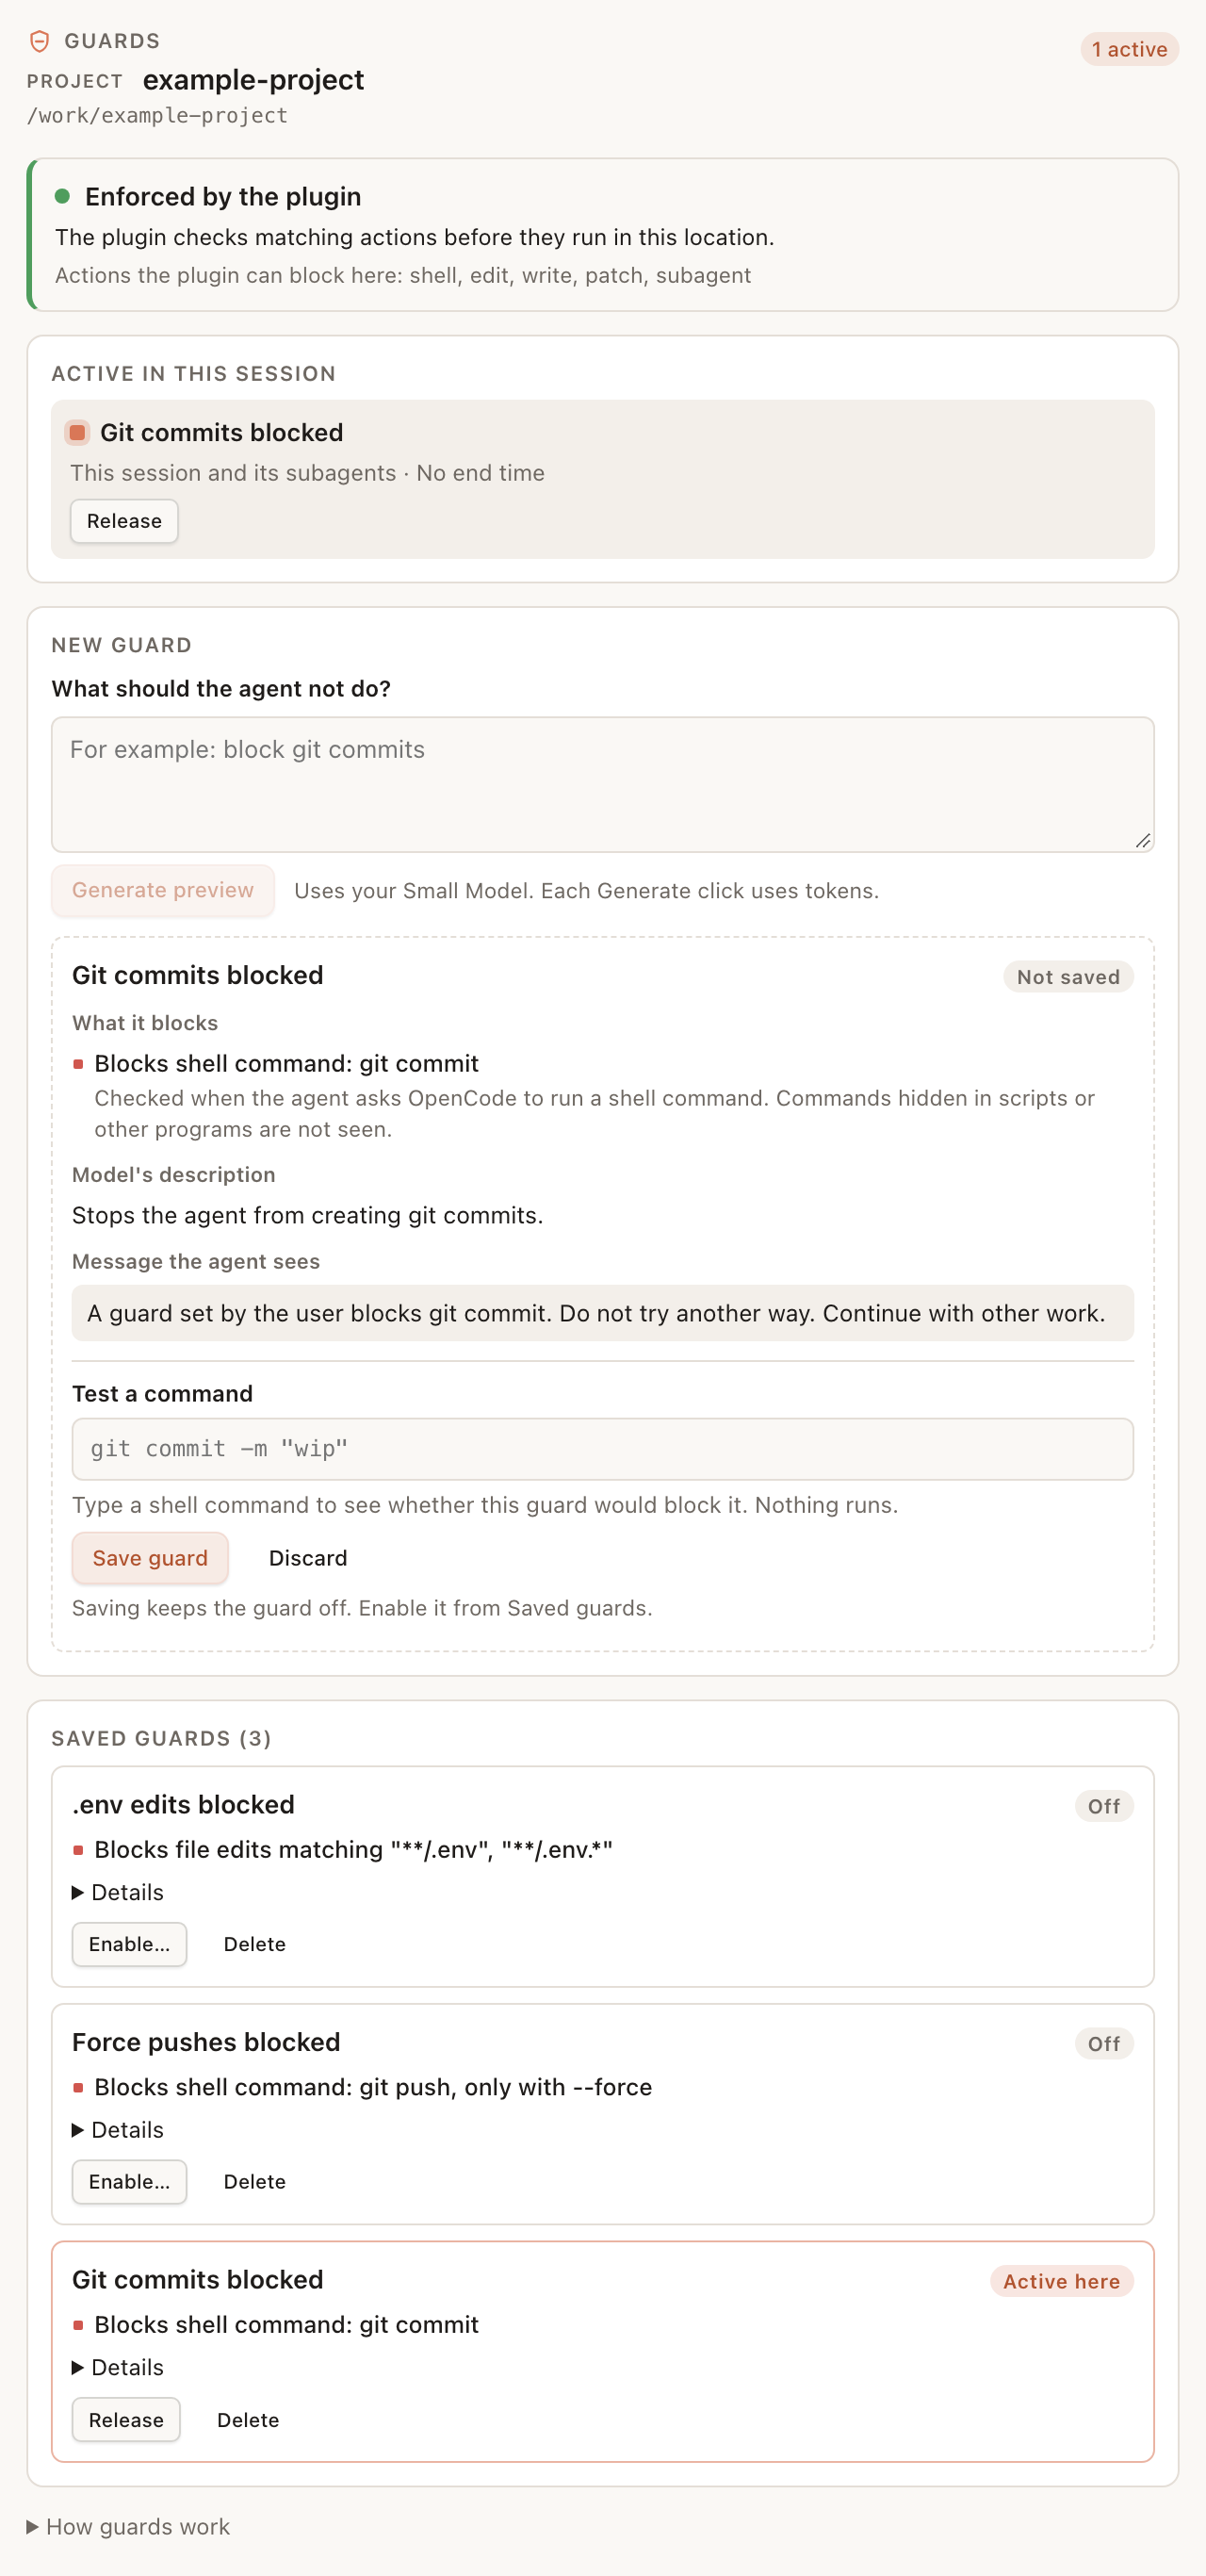 GUARDS
1 active
PROJECT example-project
/work/example-project
Enforced by the plugin
The plugin checks matching actions before they run in this location.
Actions the plugin can block here: shell, edit, write, patch, subagent
ACTIVE IN THIS SESSION
Git commits blocked
This session and its subagents · No end time
Release
NEW GUARD
What should the agent not do?
For example: block git commits
Generate preview
Uses your Small Model. Each Generate click uses tokens.
Git commits blocked
Not saved
What it blocks
Blocks shell command: git commit
Checked when the agent asks OpenCode to run a shell command. Commands hidden in scripts or
other programs are not seen.
Model's description
Stops the agent from creating git commits.
Message the agent sees
A guard set by the user blocks git commit. Do not try another way. Continue with other work.
Test a command
git commit -m "wip"
Type a shell command to see whether this guard would block it. Nothing runs.
Save guard
Discard
Saving keeps the guard off. Enable it from Saved guards.
SAVED GUARDS (3)
.env edits blocked
Off
Blocks file edits matching "**/.env", "**/.env.*"
Details
Enable...
Delete
Force pushes blocked
Off
Blocks shell command: git push, only with --force
Details
Enable...
Delete
Git commits blocked
Active here
Blocks shell command: git commit
Details
Release
Delete
How guards work